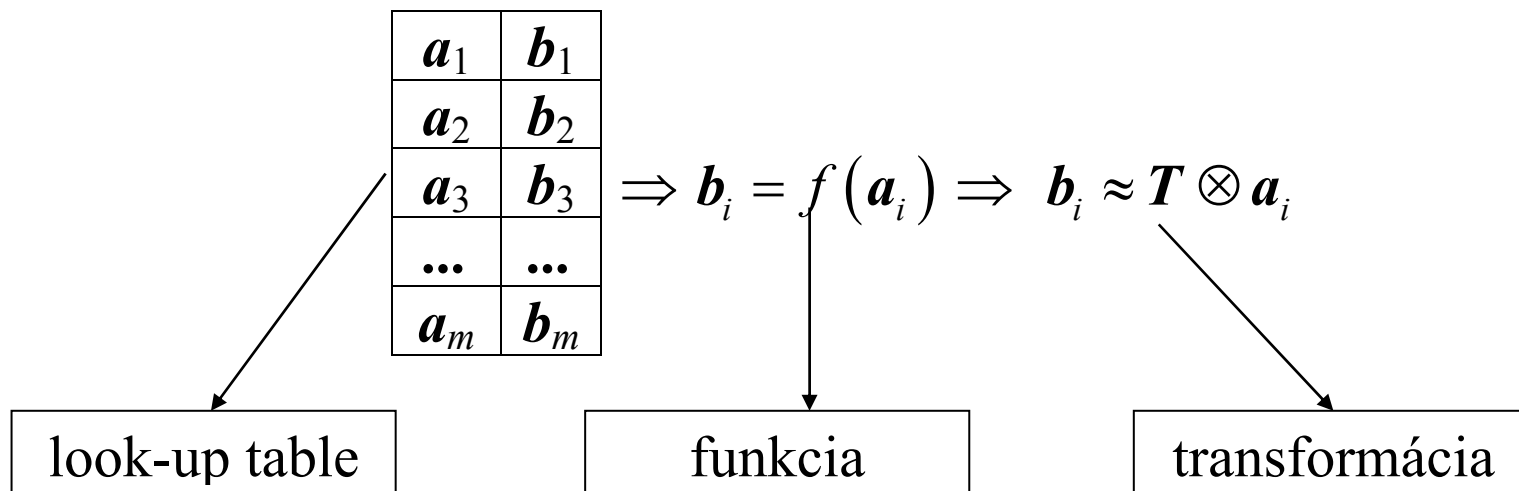 a₁ b₁
a₂ b₂
a₃ b₃ ⇒ bᵢ = f(aᵢ) ⇒ bᵢ ≈ T ⊗ aᵢ
... ...
aₘ bₘ
look-up table funkcia transformácia